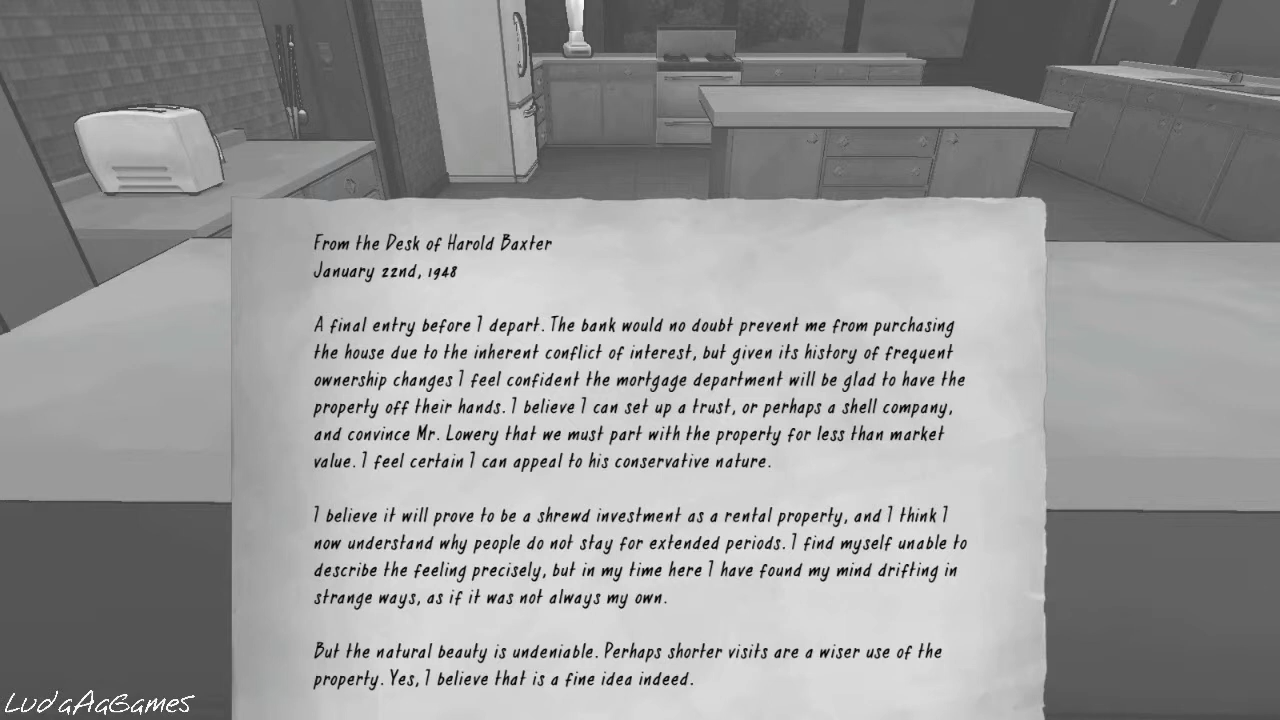 From the Desk of Harold Baxter
January 22nd, 1948
A final entry before I depart. The bank would no doubt prevent me from purchasing
the house due to the inherent conflict of interest, but given its history of frequent
ownership changes I feel confident the mortgage department will be glad to have the
property off their hands. I believe I can set up a trust, or perhaps a shell company,
and convince Mr. Lowery that we must part with the property for less than market
value. I feel certain I can appeal to his conservative nature.
I believe it will prove to be a shrewd investment as a rental property, and I think I
now understand why people do not stay for extended periods. I find myself unable to
describe the feeling precisely, but in my time here I have found my mind drifting in
strange ways, as if it was not always my own.
But the natural beauty is undeniable. Perhaps shorter visits are a wiser use of the
property. Yes, I believe that is a fine idea indeed.
LudaAaGames